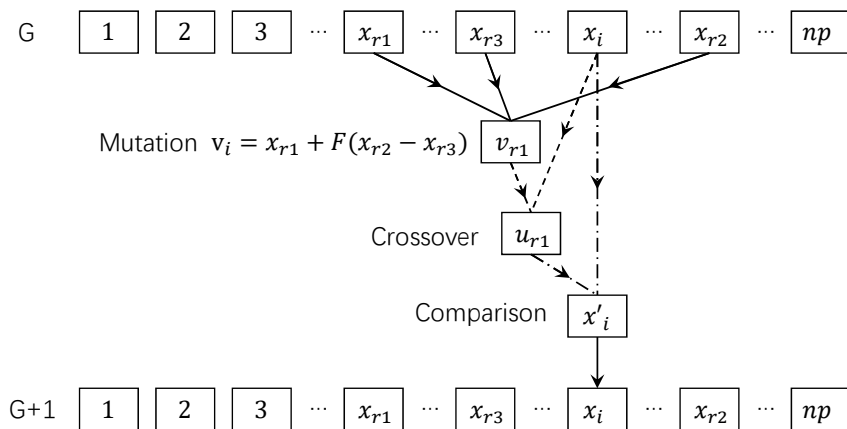 G 1 2 3 ... x_{r1} ... x_{r3} ... x_i ... x_{r2} ... np
Mutation v_i = x_{r1} + F(x_{r2} − x_{r3}) v_{r1}
Crossover u_{r1}
Comparison x'_i
G+1 1 2 3 ... x_{r1} ... x_{r3} ... x_i ... x_{r2} ... np